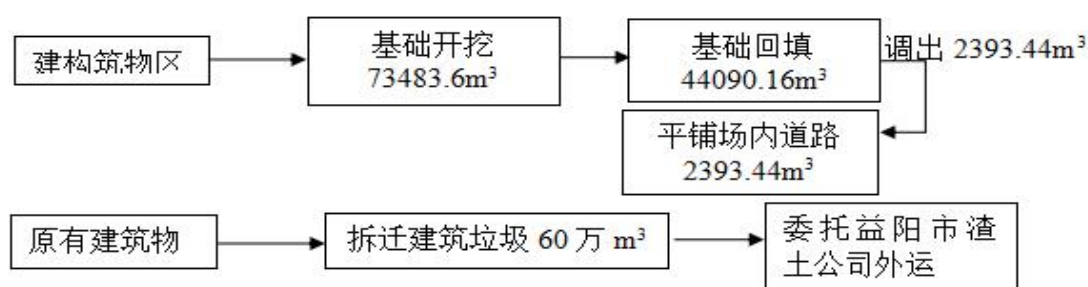 建构筑物区
基础开挖
73483.6m³
基础回填
44090.16m³
调出 2393.44m³
平铺场内道路
2393.44m³
原有建筑物
拆迁建筑垃圾 60 万 m³
委托益阳市渣
土公司外运